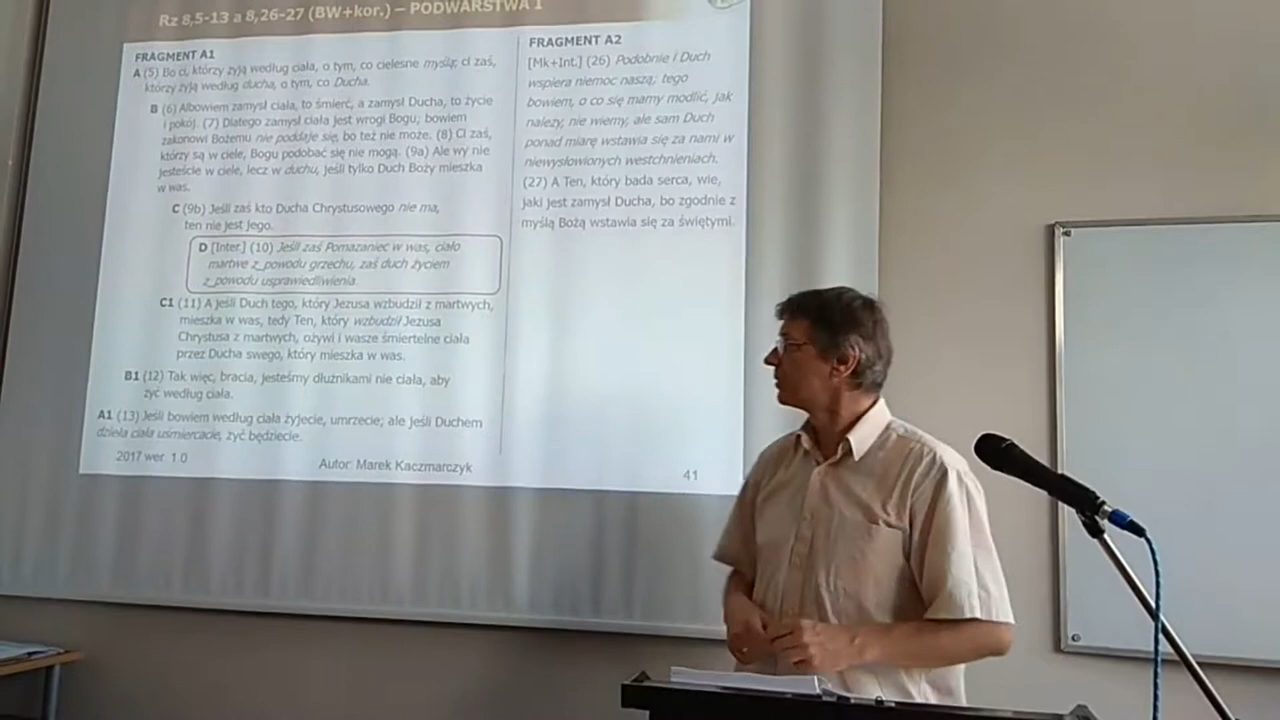 Rz 8,5-13 a 8,26-27 (BW+kor.) – PODWARSTWA 1
FRAGMENT A1
A (5) Bo ci, którzy żyją według ciała, o tym, co cielesne myślą; ci zaś,
którzy żyją według ducha, o tym, co Ducha.
B (6) Albowiem zamysł ciała, to śmierć, a zamysł Ducha, to życie
i pokój. (7) Dlatego zamysł ciała jest wrogi Bogu; bowiem
zakonowi Bożemu nie poddaje się, bo też nie może. (8) Ci zaś,
którzy są w ciele, Bogu podobać się nie mogą. (9a) Ale wy nie
jesteście w ciele, lecz w duchu, jeśli tylko Duch Boży mieszka
w was.
C (9b) Jeśli zaś kto Ducha Chrystusowego nie ma,
ten nie jest jego.
D [Inter.] (10) Jeśli zaś Pomazaniec w was, ciało
martwe z_powodu grzechu, zaś duch życiem
z_powodu usprawiedliwienia.
C1 (11) A jeśli Duch tego, który Jezusa wzbudził z martwych,
mieszka w was, tedy Ten, który wzbudził Jezusa
Chrystusa z martwych, ożywi i wasze śmiertelne ciała
przez Ducha swego, który mieszka w was.
B1 (12) Tak więc, bracia, jesteśmy dłużnikami nie ciała, aby
żyć według ciała.
A1 (13) Jeśli bowiem według ciała żyjecie, umrzecie; ale jeśli Duchem
dzieła ciała uśmiercacie, żyć będziecie.
FRAGMENT A2
[Mk+Int.] (26) Podobnie i Duch
wspiera niemoc naszą; tego
bowiem, o co się mamy modlić, jak
należy, nie wiemy, ale sam Duch
ponad miarę wstawia się za nami w
niewysłowionych westchnieniach.
(27) A Ten, który bada serca, wie,
jaki jest zamysł Ducha, bo zgodnie z
myślą Bożą wstawia się za świętymi.
2017 wer. 1.0
Autor: Marek Kaczmarczyk
41